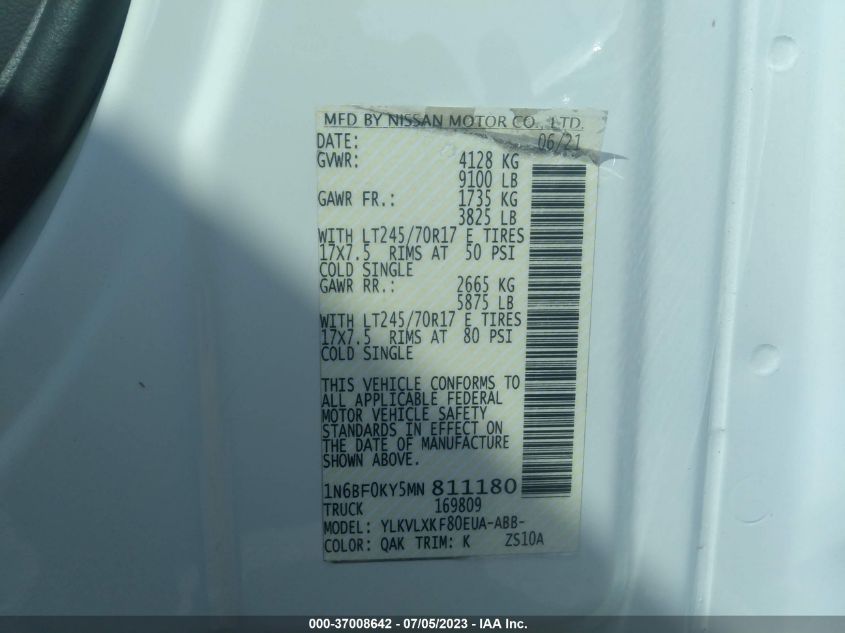 MFD BY NISSAN MOTOR CO., LTD.
DATE: 06/21
GVWR: 4128 KG
9100 LB
GAWR FR.: 1735 KG
3825 LB
WITH LT245/70R17 E TIRES
17X7.5 RIMS AT 50 PSI
COLD SINGLE
GAWR RR.: 2665 KG
5875 LB
WITH LT245/70R17 E TIRES
17X7.5 RIMS AT 80 PSI
COLD SINGLE
THIS VEHICLE CONFORMS TO
ALL APPLICABLE FEDERAL
MOTOR VEHICLE SAFETY
STANDARDS IN EFFECT ON
THE DATE OF MANUFACTURE
SHOWN ABOVE.
1N6BF0KY5MN 811180
TRUCK 169809
MODEL: YLKVLXKF80EUA-ABB-
COLOR: QAK TRIM: K ZS10A
000-37008642 - 07/05/2023 - IAA Inc.